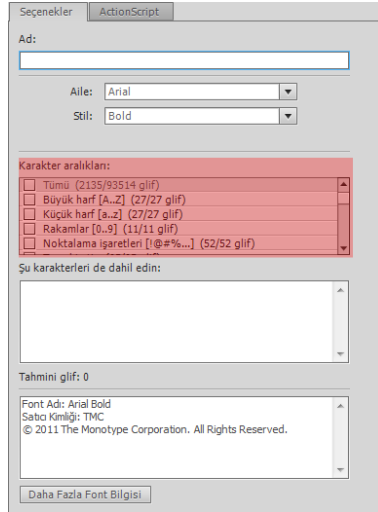 Seçenekler ActionScript
Ad:
Aile: Arial
Stil: Bold
Karakter aralıkları:
Tümü (2135/93514 glif)
Büyük harf [A..Z] (27/27 glif)
Küçük harf [a..z] (27/27 glif)
Rakamlar [0..9] (11/11 glif)
Noktalama işaretleri [!@#%...] (52/52 glif)
Şu karakterleri de dahil edin:
Tahmini glif: 0
Font Adı: Arial Bold
Satıcı Kimliği: TMC
© 2011 The Monotype Corporation. All Rights Reserved.
Daha Fazla Font Bilgisi